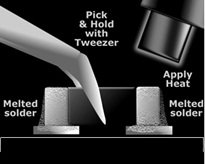 Pick
& Hold
with
Tweezer
Apply
Heat
Melted
solder
Melted
solder